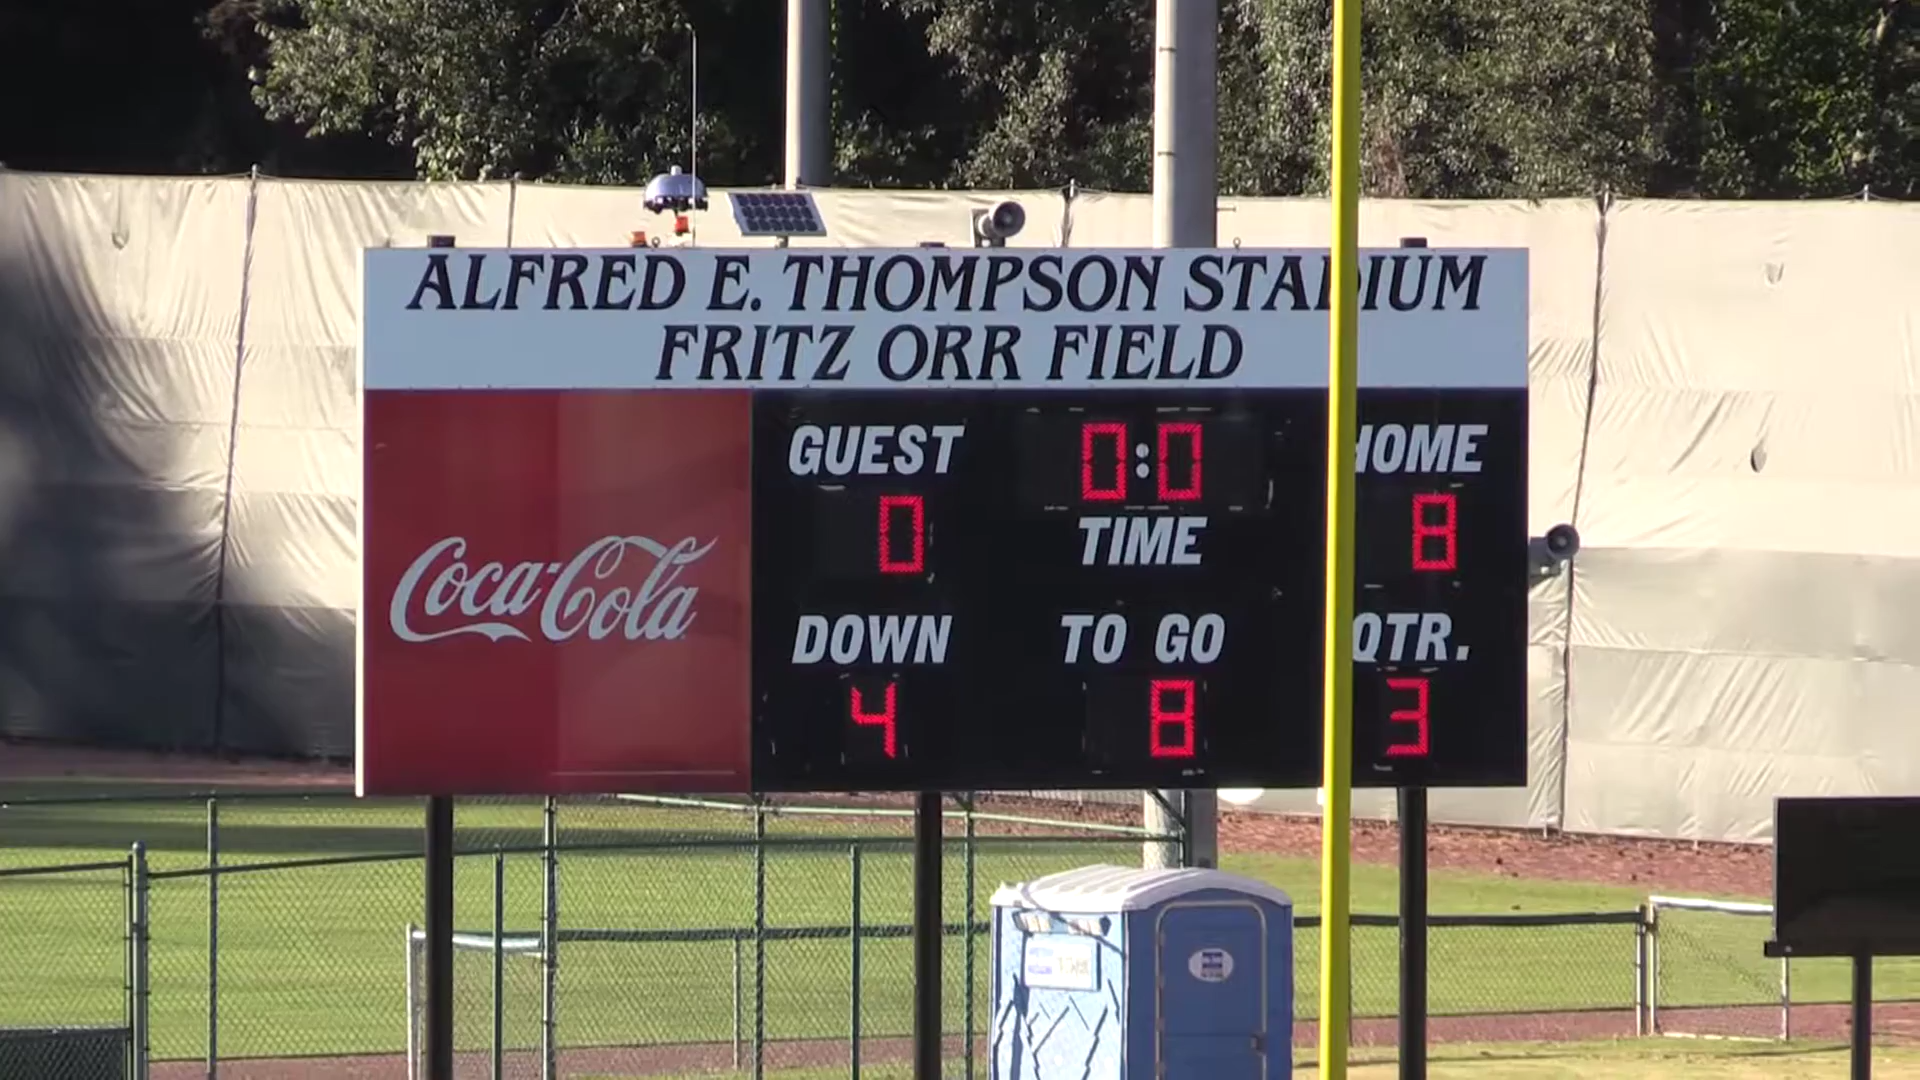 ALFRED E. THOMPSON STADIUM
FRITZ ORR FIELD
Coca-Cola
GUEST 0:0 HOME
0 TIME 8
DOWN TO GO QTR.
4 8 3